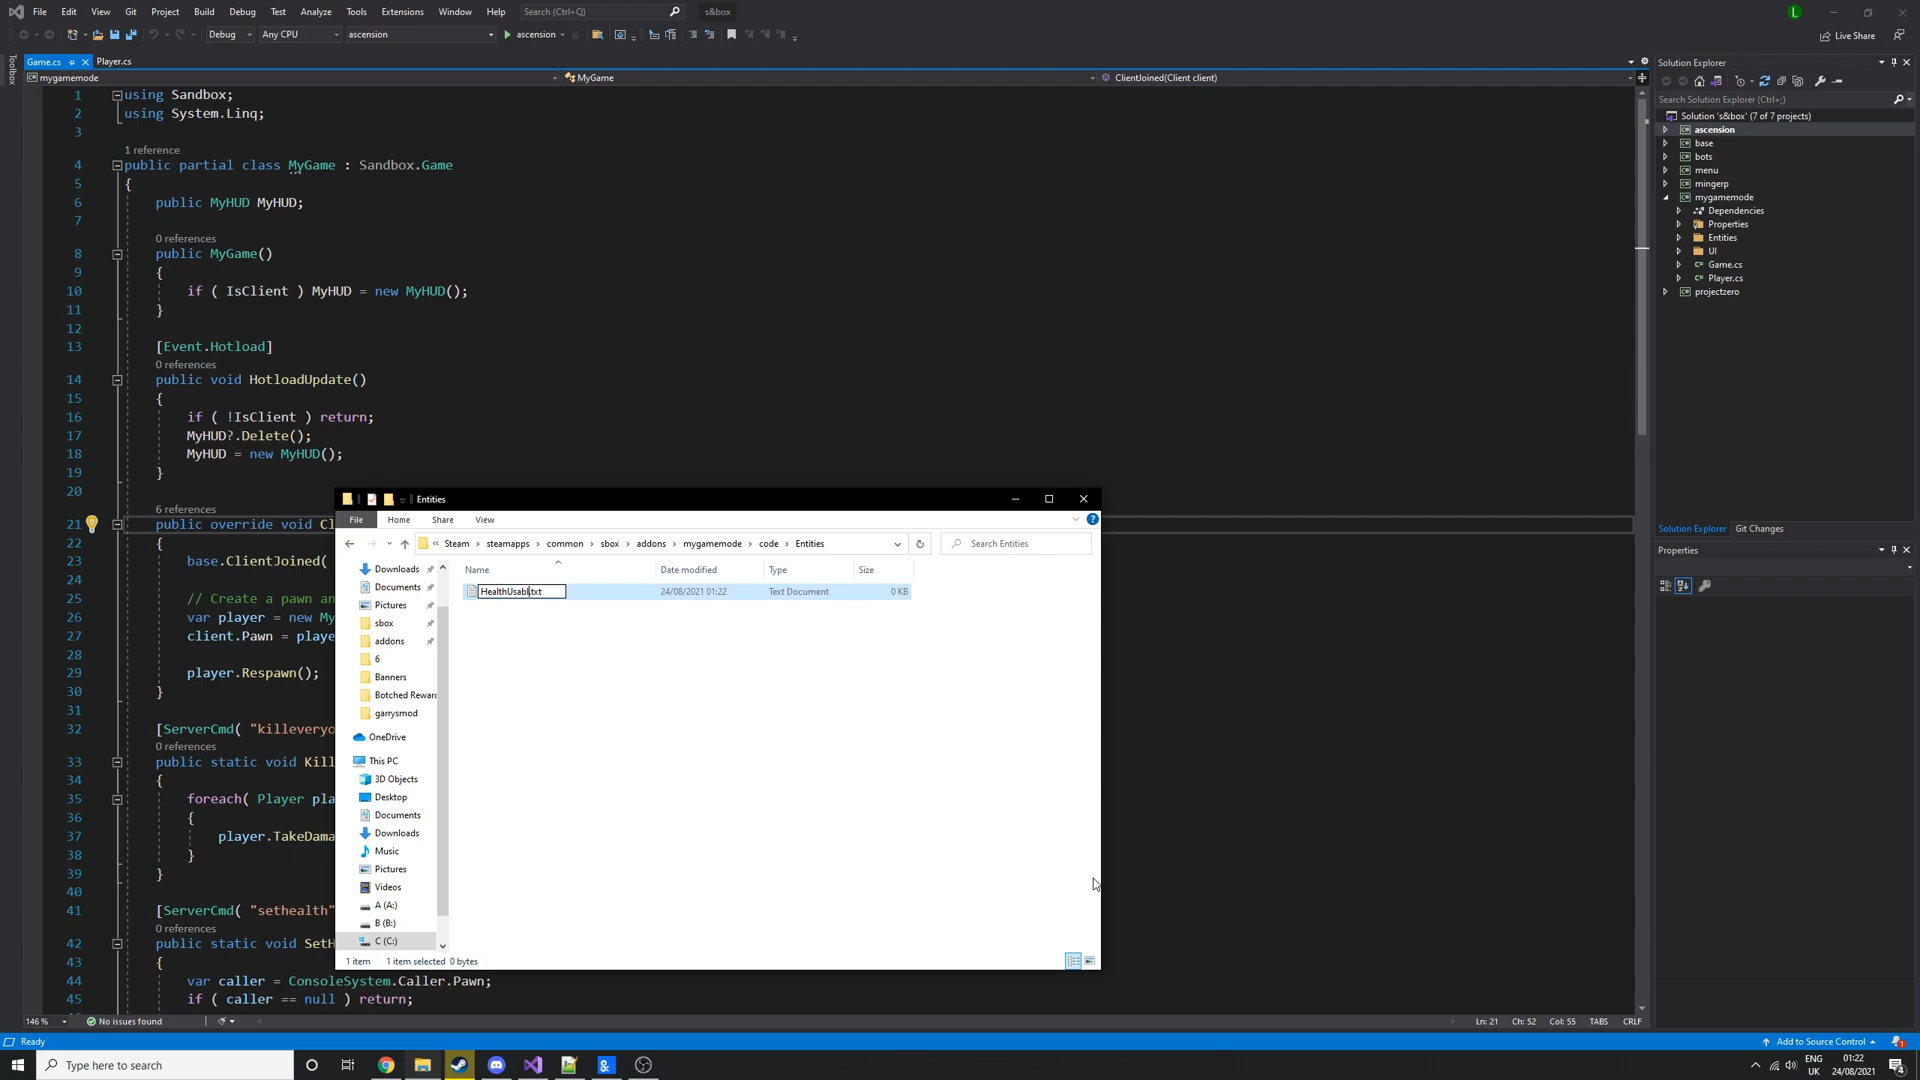 File Edit View Git Project Build Debug Test Analyze Tools Extensions Window Help Search (Ctrl+Q) s&box L
Debug Any CPU ascension ascension Live Share
Toolbox
Game.cs Player.cs
mygamemode MyGame ClientJoined(Client client)
1 using Sandbox;
2 using System.Linq;
3
1 reference
4 public partial class MyGame : Sandbox.Game
5 {
6 public MyHUD MyHUD;
7
0 references
8 public MyGame()
9 {
10 if ( IsClient ) MyHUD = new MyHUD();
11 }
12
13 [Event.Hotload]
0 references
14 public void HotloadUpdate()
15 {
16 if ( !IsClient ) return;
17 MyHUD?.Delete();
18 MyHUD = new MyHUD();
19 }
20
6 references
21 public override void Cl
22 {
23 base.ClientJoined(
24
25 // Create a pawn an
26 var player = new My
27 client.Pawn = playe
28
29 player.Respawn();
30 }
31
32 [ServerCmd( "killeveryo
0 references
33 public static void Kill
34 {
35 foreach( Player pla
36 {
37 player.TakeDama
38 }
39 }
40
41 [ServerCmd( "sethealth"
0 references
42 public static void SetH
43 {
44 var caller = ConsoleSystem.Caller.Pawn;
45 if ( caller == null ) return;
146 % No issues found Ln: 21 Ch: 52 Col: 55 TABS CRLF
Ready Add to Source Control 1
Entities
File Home Share View
« Steam steamapps common sbox addons mygamemode code Entities Search Entities
Name Date modified Type Size
HealthUsabl.txt 24/08/2021 01:22 Text Document 0 KB
Downloads
Documents
Pictures
sbox
addons
6
Banners
Botched Rewar
garrysmod
OneDrive
This PC
3D Objects
Desktop
Documents
Downloads
Music
Pictures
Videos
A (A:)
B (B:)
C (C:)
1 item 1 item selected 0 bytes
Solution Explorer
Search Solution Explorer (Ctrl+;)
Solution 's&box' (7 of 7 projects)
ascension
base
bots
menu
mingerp
mygamemode
Dependencies
Properties
Entities
UI
Game.cs
Player.cs
projectzero
Solution Explorer Git Changes
Properties
Type here to search
ENG
UK
01:22
24/08/2021
4